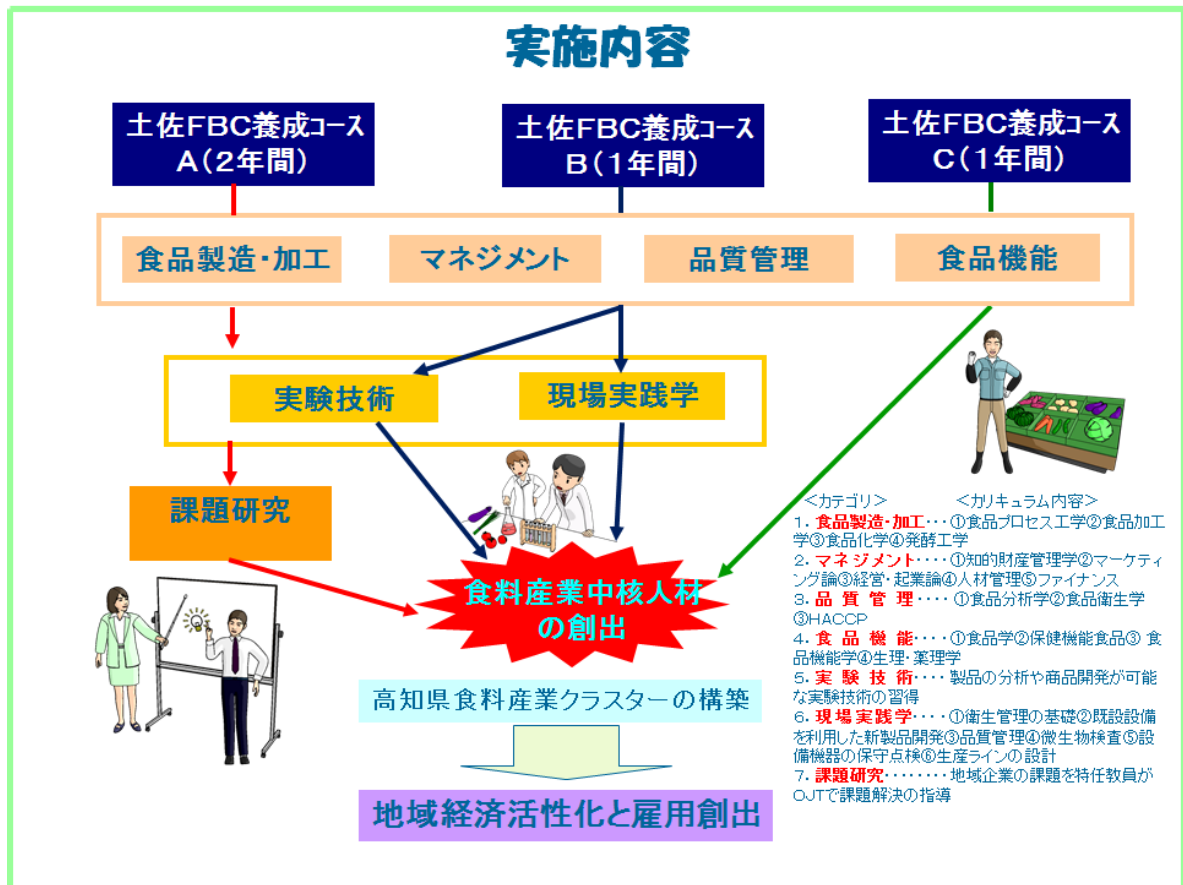 実施内容
土佐FBC養成コース
A(2年間)
土佐FBC養成コース
B(1年間)
土佐FBC養成コース
C(1年間)
食品製造・加工
マネジメント
品質管理
食品機能
実験技術
現場実践学
課題研究
食料産業中核人材
の創出
高知県食料産業クラスターの構築
地域経済活性化と雇用創出
<カテゴリ> <カリキュラム内容>
1. 食品製造・加工・・・①食品プロセス工学②食品加工
学③食品化学④発酵工学
2. マネジメント・・・・①知的財産管理学②マーケティ
ング論③経営・起業論④人材管理⑤ファイナンス
3. 品 質 管 理・・・・ ①食品分析学②食品衛生学
③HACCP
4. 食 品 機 能・・・・①食品学②保健機能食品③ 食
品機能学④生理・薬理学
5. 実 験 技 術・・・・ 製品の分析や商品開発が可能
な実験技術の習得
6. 現場実践学・・・・①衛生管理の基礎②既設設備
を利用した新製品開発③品質管理④微生物検査⑤設
備機器の保守点検⑥生産ラインの設計
7. 課題研究・・・・・・・・地域企業の課題を特任教員が
OJTで課題解決の指導